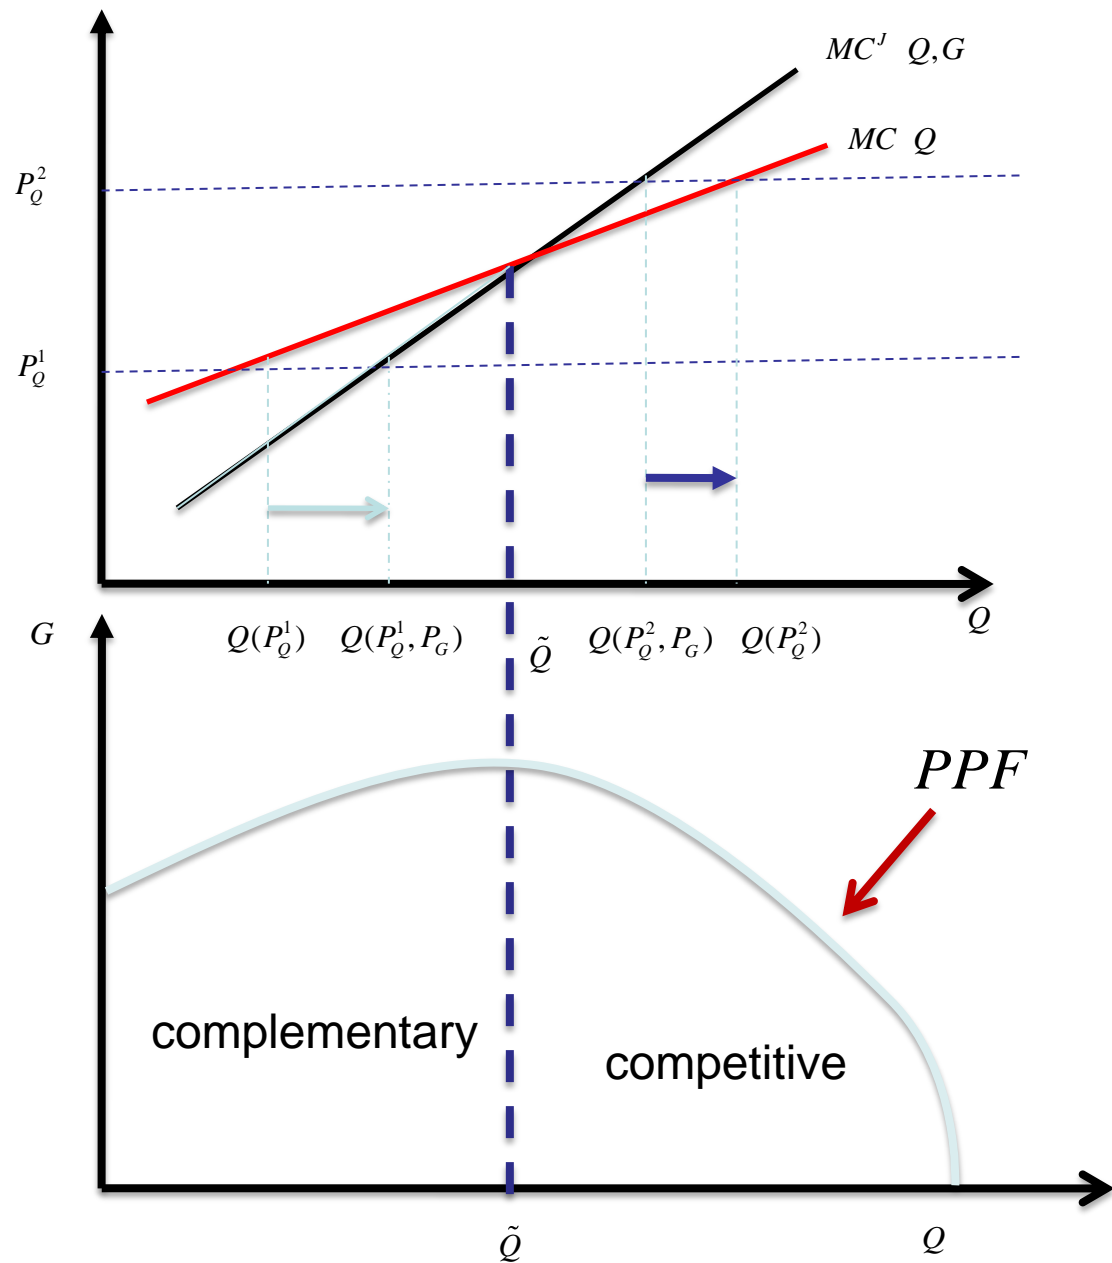 MC^J Q,G
MC Q
P_Q^2
P_Q^1
Q
G
Q(P_Q^1) Q(P_Q^1, P_G) Q̃ Q(P_Q^2, P_G) Q(P_Q^2)
PPF
complementary
competitive
Q̃ Q